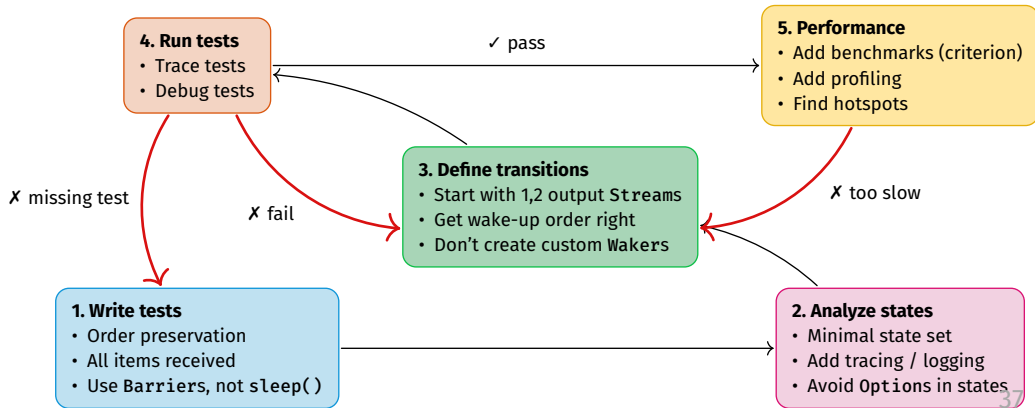 4. Run tests
• Trace tests
• Debug tests
✓ pass
5. Performance
• Add benchmarks (criterion)
• Add profiling
• Find hotspots
✗ missing test
✗ fail
3. Define transitions
• Start with 1,2 output Streams
• Get wake-up order right
• Don’t create custom Wakers
✗ too slow
1. Write tests
• Order preservation
• All items received
• Use Barriers, not sleep()
2. Analyze states
• Minimal state set
• Add tracing / logging
• Avoid Options in states
37